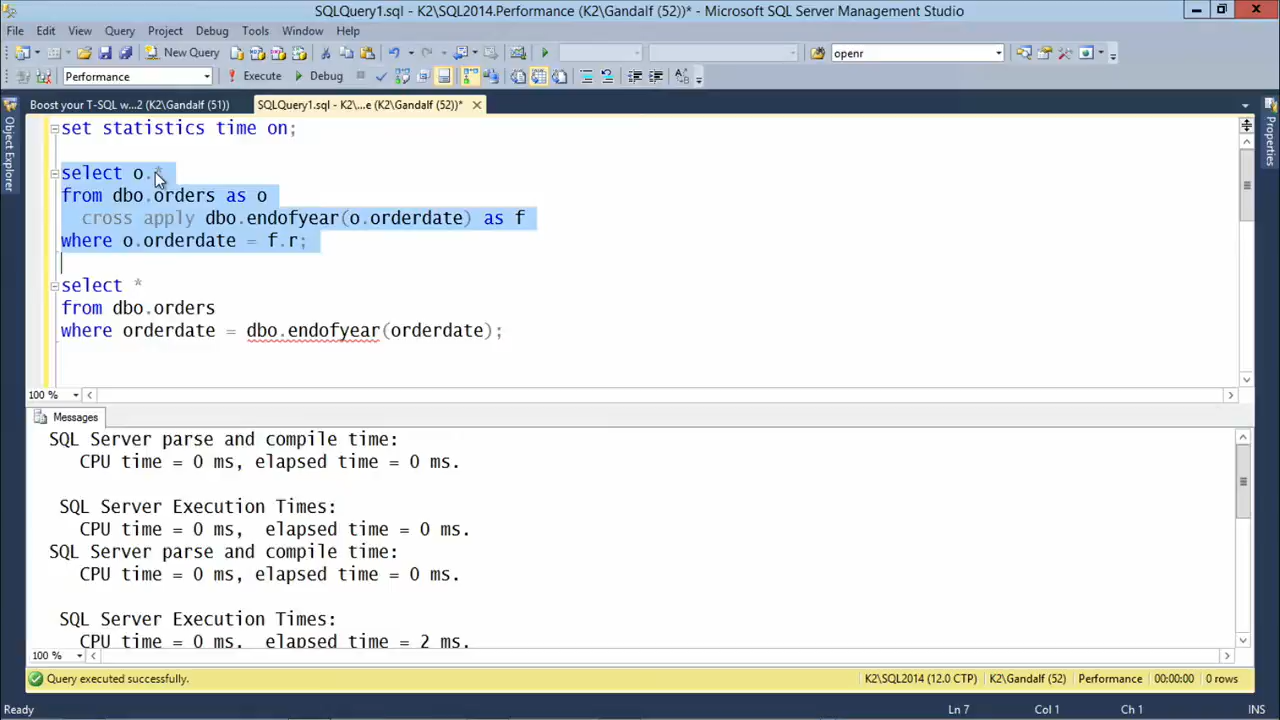 SQLQuery1.sql - K2\SQL2014.Performance (K2\Gandalf (52))* - Microsoft SQL Server Management Studio
File Edit View Query Project Debug Tools Window Help
New Query openr
Performance Execute Debug
Boost your T-SQL w...2 (K2\Gandalf (51)) SQLQuery1.sql - K2\...e (K2\Gandalf (52))*
Object Explorer
Properties
set statistics time on;
select o.*
from dbo.orders as o
cross apply dbo.endofyear(o.orderdate) as f
where o.orderdate = f.r;
select *
from dbo.orders
where orderdate = dbo.endofyear(orderdate);
100 %
Messages
SQL Server parse and compile time:
CPU time = 0 ms, elapsed time = 0 ms.
SQL Server Execution Times:
CPU time = 0 ms, elapsed time = 0 ms.
SQL Server parse and compile time:
CPU time = 0 ms, elapsed time = 0 ms.
SQL Server Execution Times:
CPU time = 0 ms, elapsed time = 2 ms.
100 %
Query executed successfully. K2\SQL2014 (12.0 CTP) K2\Gandalf (52) Performance 00:00:00 0 rows
Ready Ln 7 Col 1 Ch 1 INS